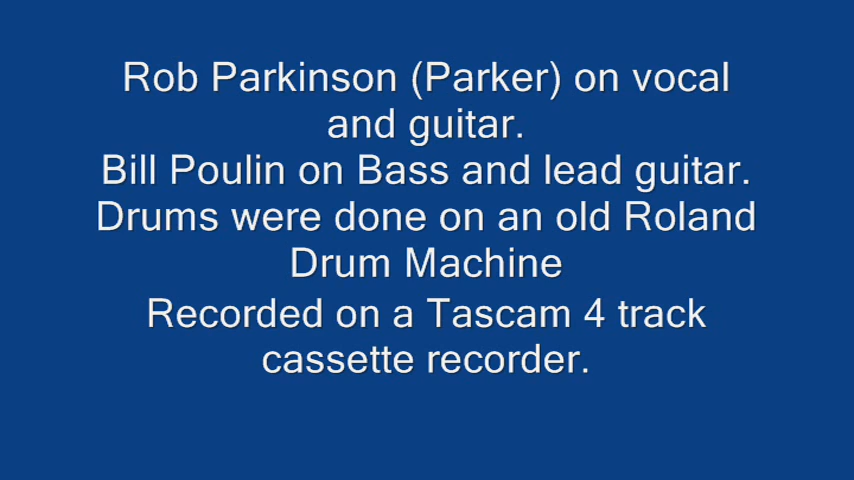 Rob Parkinson (Parker) on vocal
and guitar.
Bill Poulin on Bass and lead guitar.
Drums were done on an old Roland
Drum Machine
Recorded on a Tascam 4 track
cassette recorder.